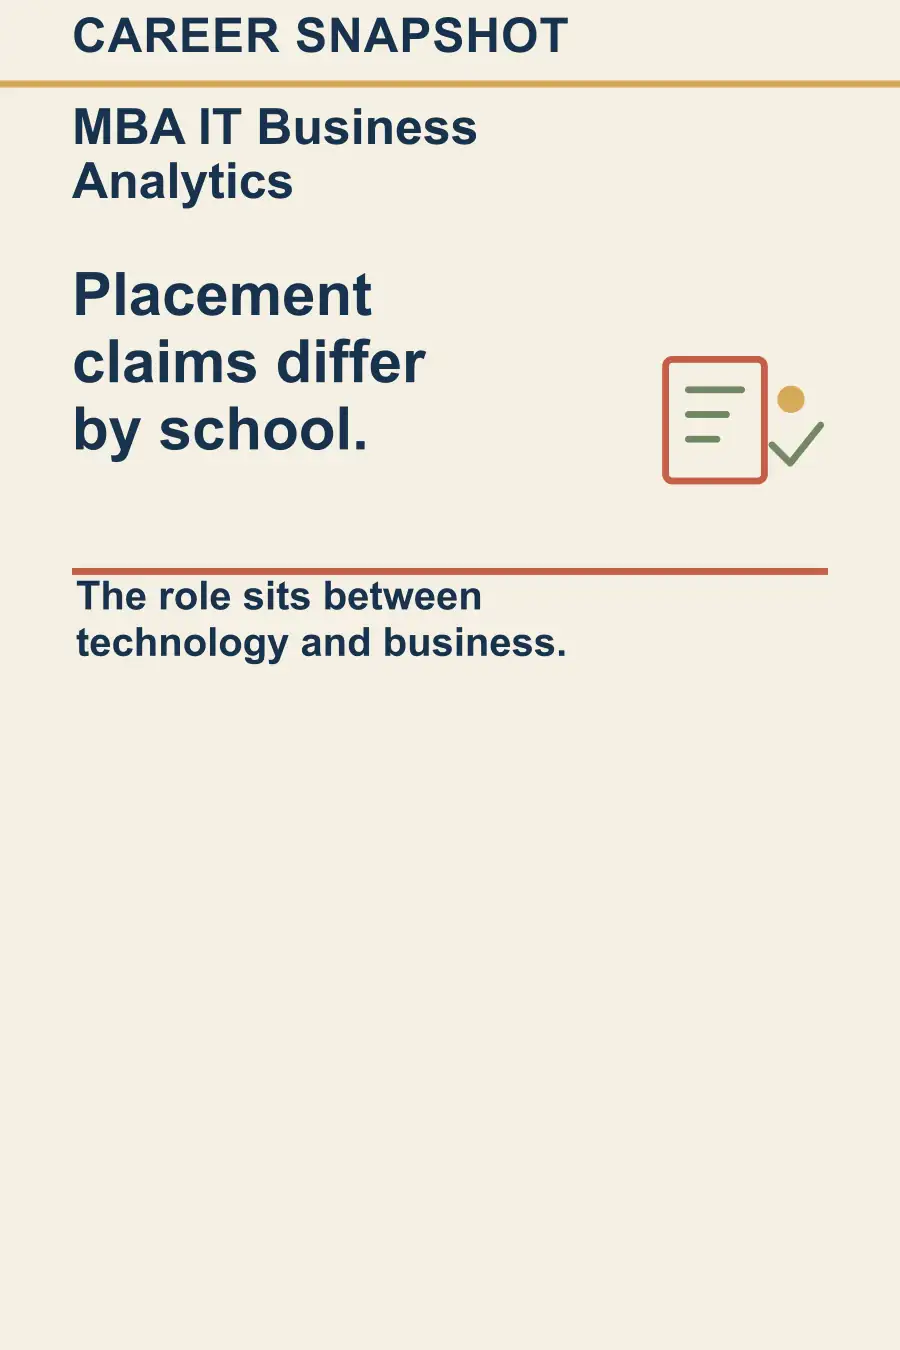 CAREER SNAPSHOT
MBA IT Business
Analytics
Placement
claims differ
by school.
The role sits between
technology and business.